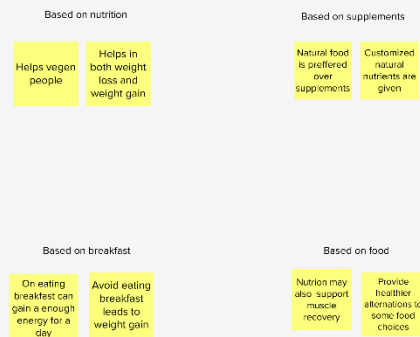 Based on nutrition
Helps vegen
people
Helps in
both weight
loss and
weight gain
Based on supplements
Natural food
is preffered
over
supplements
Customized
natural
nutrients are
given
Based on breakfast
On eating
breakfast can
gain a enough
energy for a
day
Avoid eating
breakfast
leads to
weight gain
Based on food
Nutrion may
also support
muscle
recovery
Provide
healthier
alternations to
some food
choices